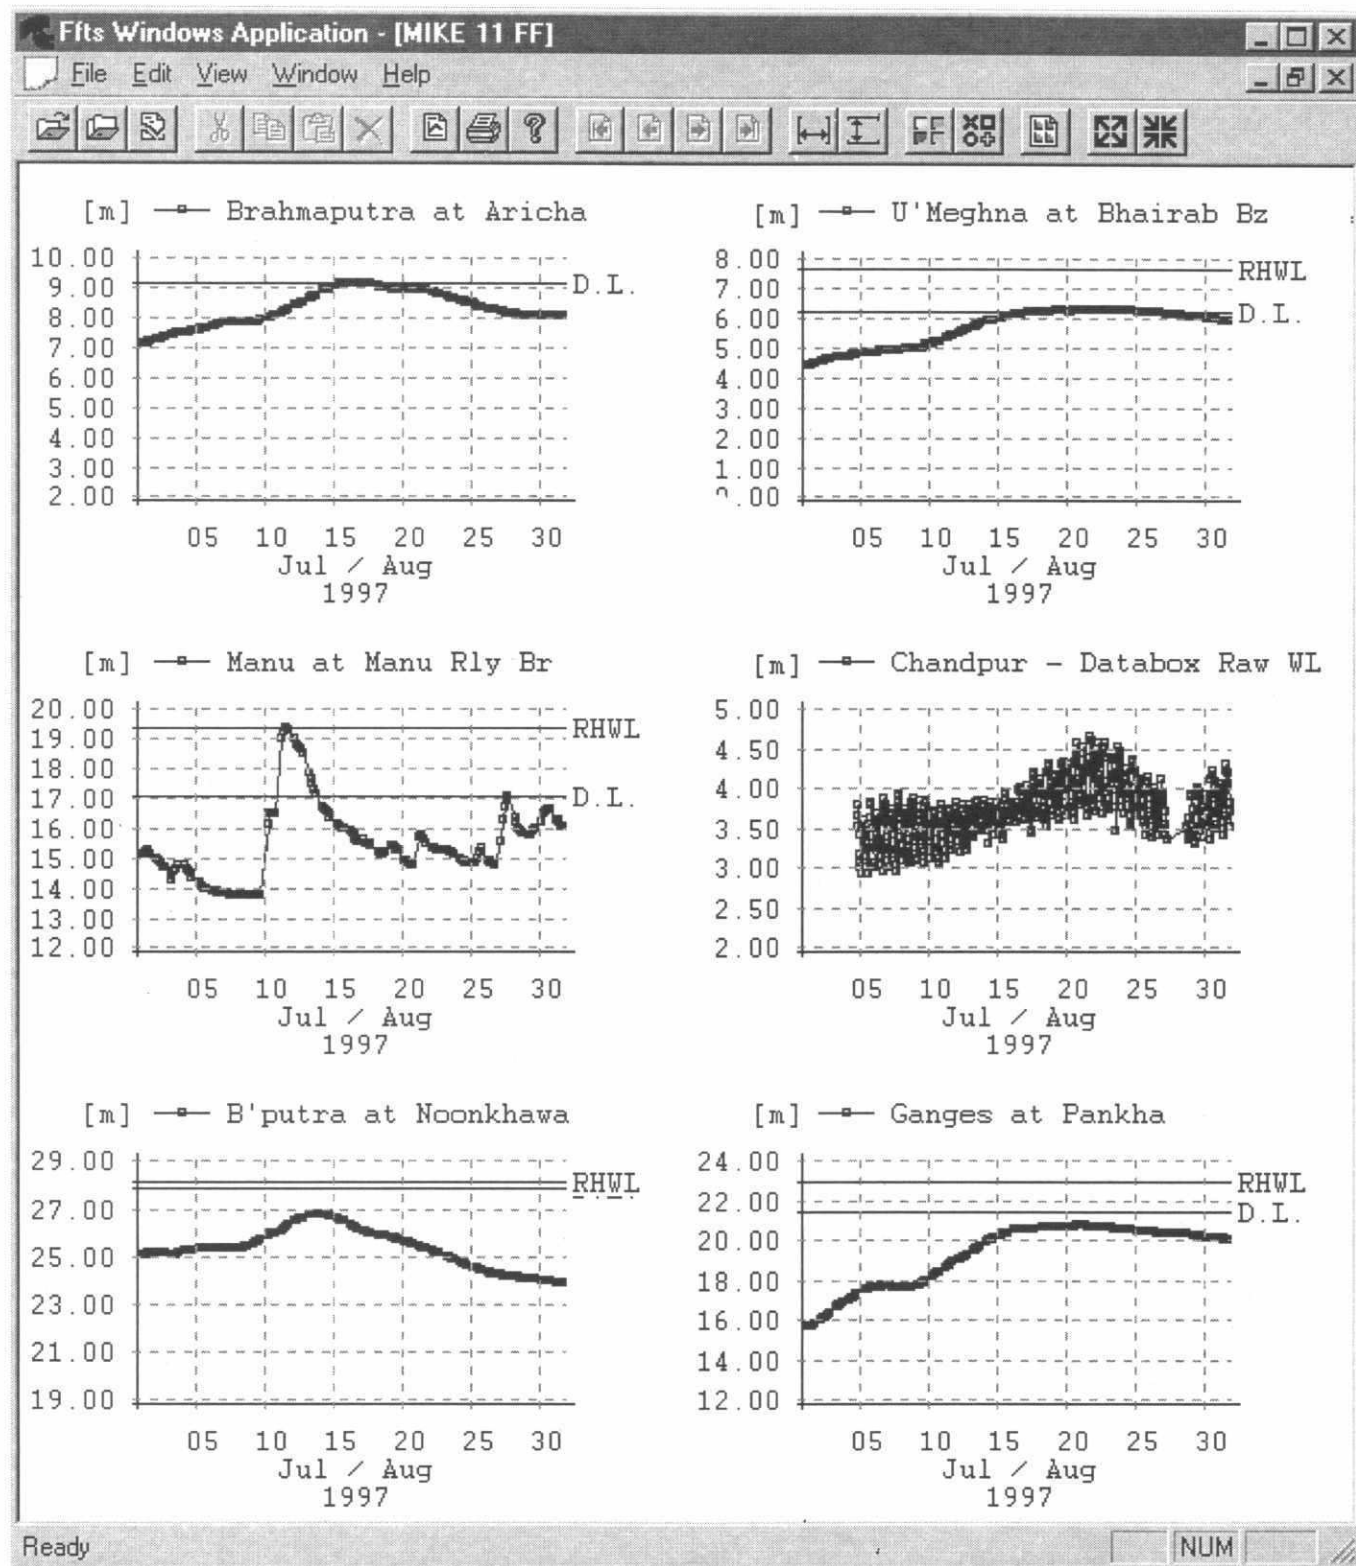 Ffts Windows Application - [MIKE 11 FF]
File Edit View Window Help
[m] Brahmaputra at Aricha
10.00
9.00
8.00
7.00
6.00
5.00
4.00
3.00
2.00
D.L.
05 10 15 20 25 30
Jul / Aug
1997
[m] U'Meghna at Bhairab Bz
8.00
7.00
6.00
5.00
4.00
3.00
2.00
1.00
.00
RHWL
D.L.
05 10 15 20 25 30
Jul / Aug
1997
[m] Manu at Manu Rly Br
20.00
19.00
18.00
17.00
16.00
15.00
14.00
13.00
12.00
RHWL
D.L.
05 10 15 20 25 30
Jul / Aug
1997
[m] Chandpur - Databox Raw WL
5.00
4.50
4.00
3.50
3.00
2.50
2.00
05 10 15 20 25 30
Jul / Aug
1997
[m] B'putra at Noonkhawa
29.00
27.00
25.00
23.00
21.00
19.00
RHWL
05 10 15 20 25 30
Jul / Aug
1997
[m] Ganges at Pankha
24.00
22.00
20.00
18.00
16.00
14.00
12.00
RHWL
D.L.
05 10 15 20 25 30
Jul / Aug
1997
Ready
NUM